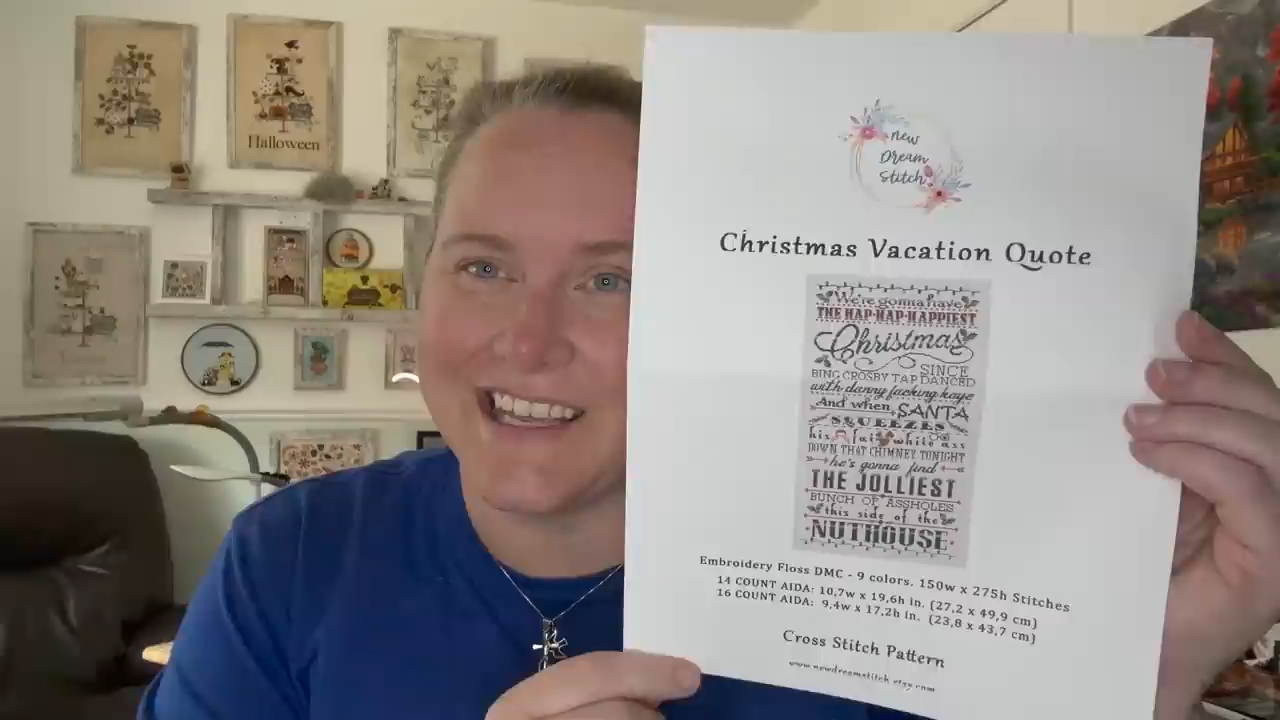 Halloween
new
Dream
Stitch
Christmas Vacation Quote
We're gonna have
THE HAP-HAP-HAPPIEST
Christmas
SINCE
BING CROSBY TAP DANCED
with danny fucking kaye
And when SANTA
SQUEEZES
his fat white ass
DOWN THAT CHIMNEY TONIGHT
he's gonna find
THE JOLLIEST
BUNCH OF ASSHOLES
this side of the
NUTHOUSE
Embroidery Floss DMC - 9 colors. 150w x 275h Stitches
14 COUNT AIDA: 10,7w x 19,6h in. (27,2 x 49,9 cm)
16 COUNT AIDA: 9,4w x 17,2h in. (23,8 x 43,7 cm)
Cross Stitch Pattern
www.newdreamstitch.etsy.com